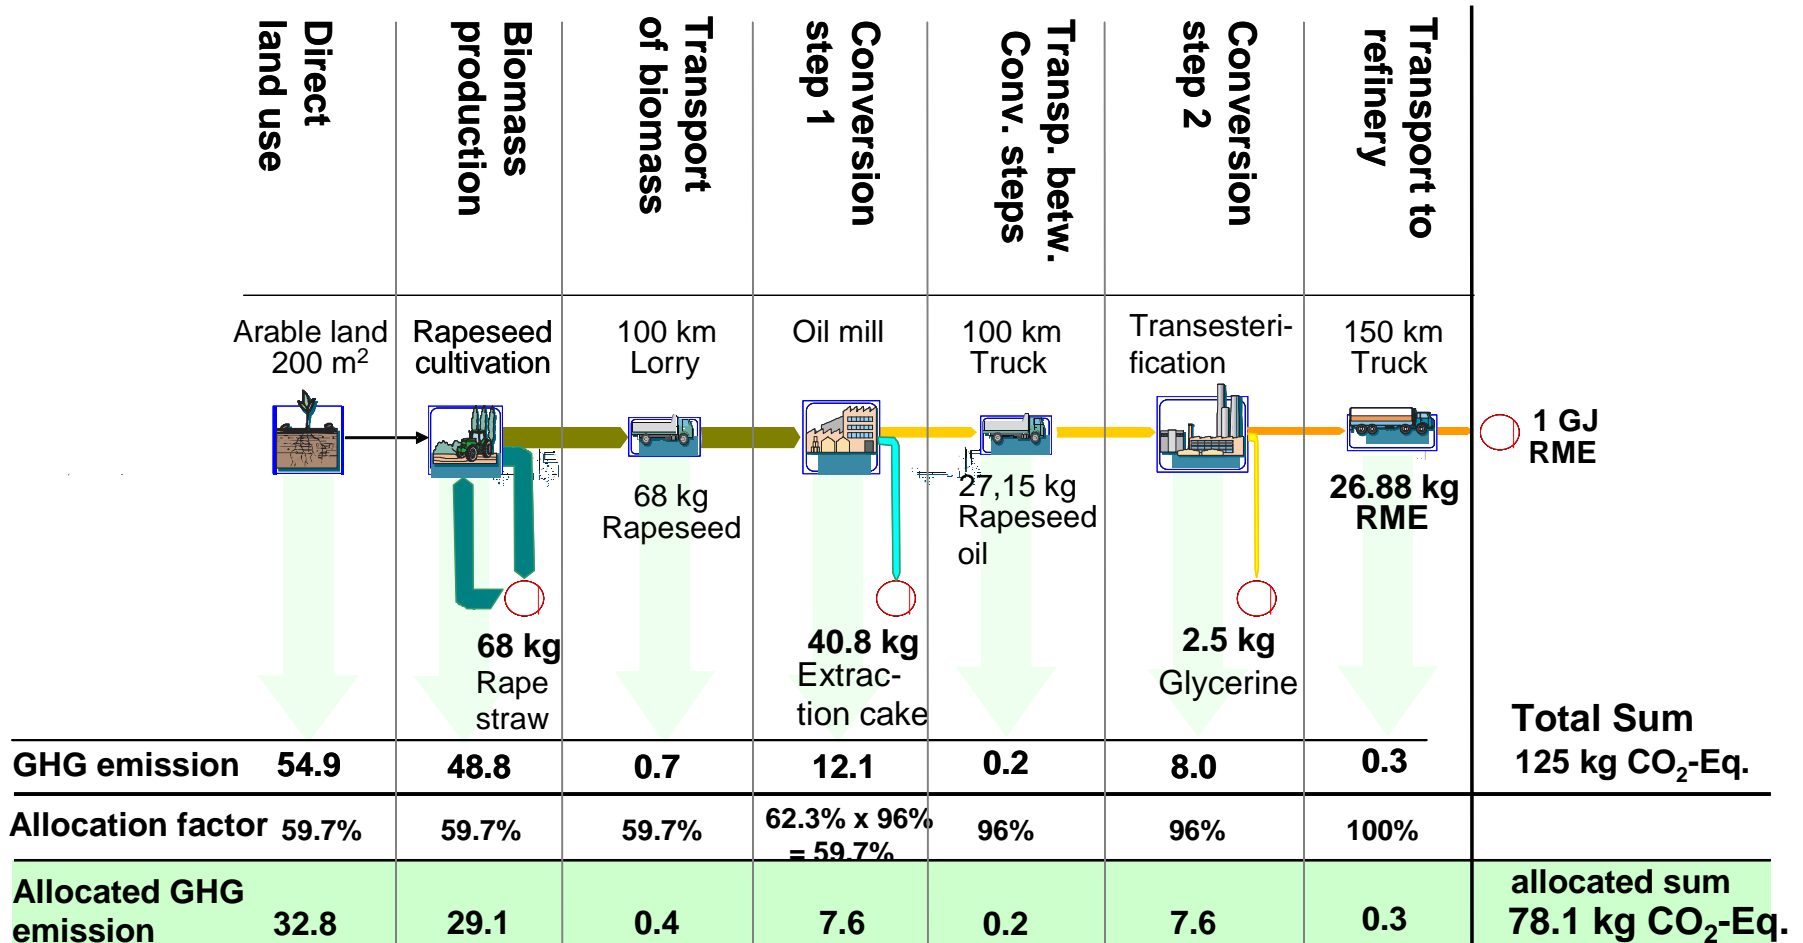 Direct
land use
Biomass
production
Transport
of biomass
Conversion
step 1
Transp. betw.
Conv. steps
Conversion
step 2
Transport to
refinery
Arable land
200 m²
Rapeseed
cultivation
100 km
Lorry
Oil mill
100 km
Truck
Transesteri-
fication
150 km
Truck
1 GJ
RME
68 kg
Rapeseed
27,15 kg
Rapeseed
oil
26.88 kg
RME
68 kg
Rape
straw
40.8 kg
Extrac-
tion cake
2.5 kg
Glycerine
Total Sum
GHG emission 54.9 48.8 0.7 12.1 0.2 8.0 0.3 125 kg CO₂-Eq.
Allocation factor 59.7% 59.7% 59.7% 62.3% x 96% 96% 96% 100%
= 59.7%
Allocated GHG allocated sum
emission 32.8 29.1 0.4 7.6 0.2 7.6 0.3 78.1 kg CO₂-Eq.